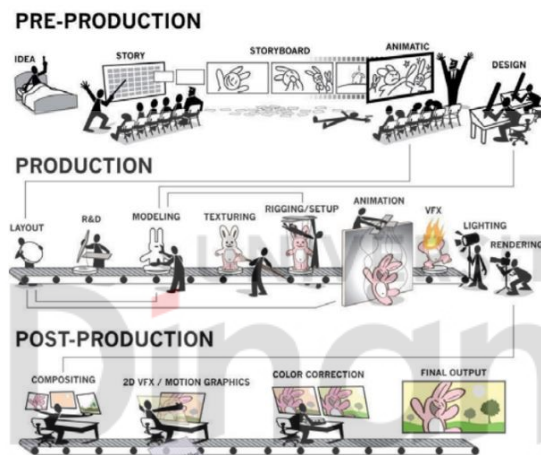 PRE-PRODUCTION
IDEA
STORY
STORYBOARD
ANIMATIC
DESIGN
PRODUCTION
LAYOUT
R&D
MODELING
TEXTURING
RIGGING/SETUP
ANIMATION
VFX
LIGHTING
RENDERING
POST-PRODUCTION
COMPOSITING
2D VFX / MOTION GRAPHICS
COLOR CORRECTION
FINAL OUTPUT